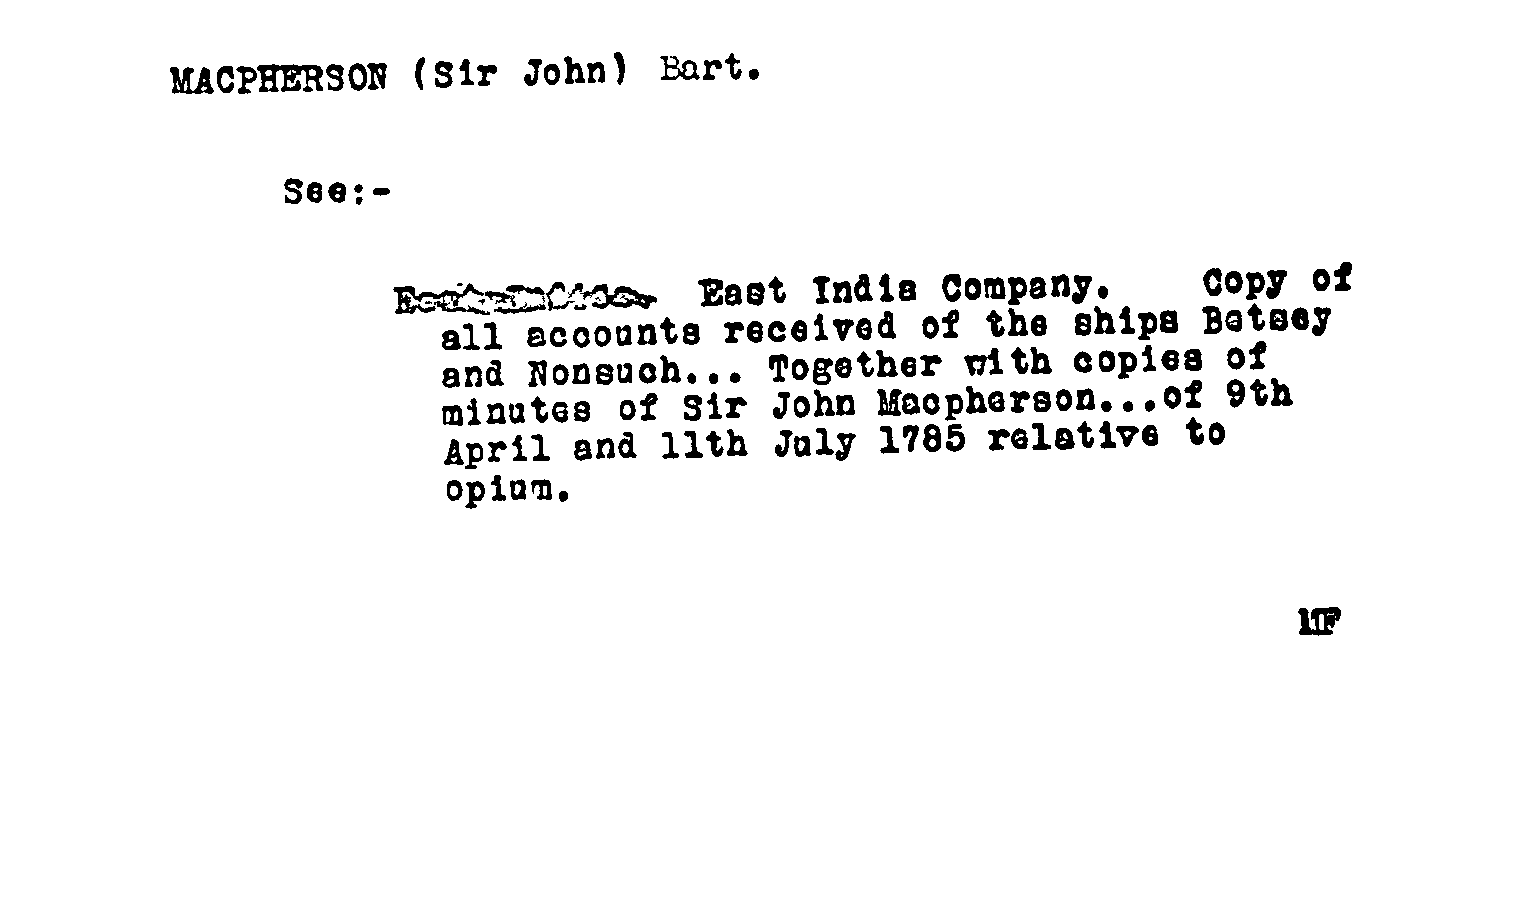 MACPHERSON (Sir John) Bart.
See:-
East India Company. Copy of
all accounts received of the ships Betsey
and Nonsuch... Together with copies of
minutes of Sir John Macpherson...of 9th
April and 11th July 1785 relative to
opium.